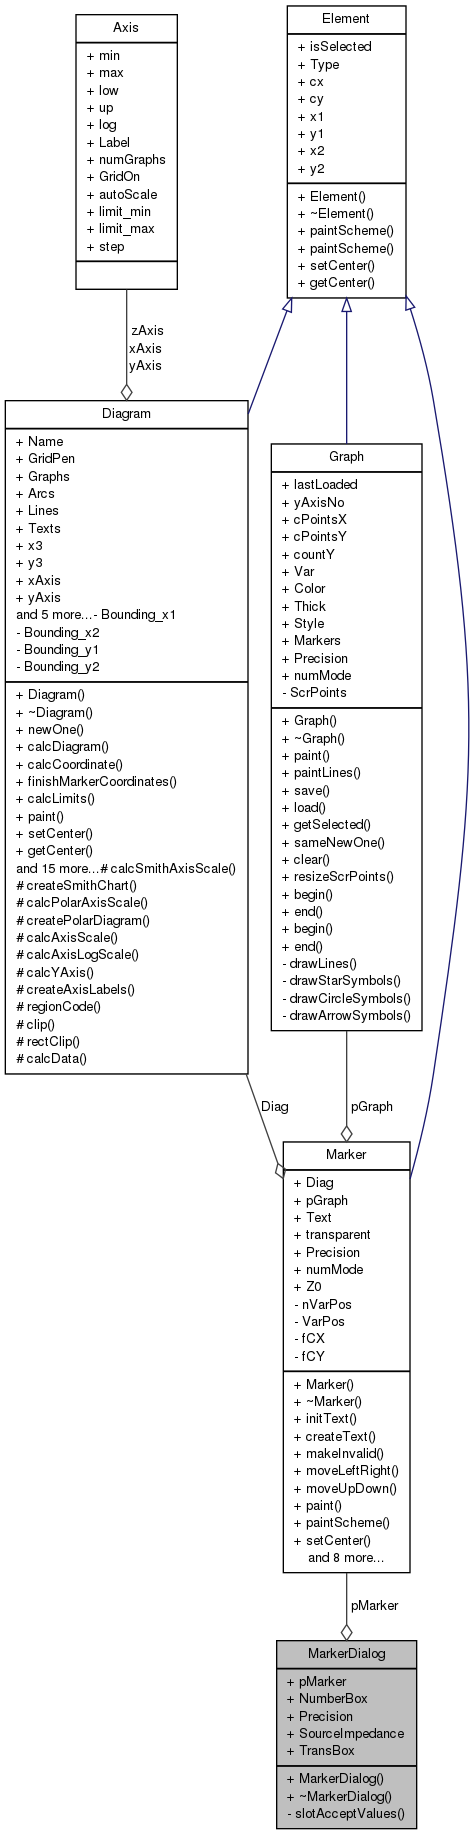 Axis
+ min
+ max
+ low
+ up
+ log
+ Label
+ numGraphs
+ GridOn
+ autoScale
+ limit_min
+ limit_max
+ step
Element
+ isSelected
+ Type
+ cx
+ cy
+ x1
+ y1
+ x2
+ y2
+ Element()
+ ~Element()
+ paintScheme()
+ paintScheme()
+ setCenter()
+ getCenter()
zAxis
xAxis
yAxis
Diagram
+ Name
+ GridPen
+ Graphs
+ Arcs
+ Lines
+ Texts
+ x3
+ y3
+ xAxis
+ yAxis
and 5 more...- Bounding_x1
- Bounding_x2
- Bounding_y1
- Bounding_y2
+ Diagram()
+ ~Diagram()
+ newOne()
+ calcDiagram()
+ calcCoordinate()
+ finishMarkerCoordinates()
+ calcLimits()
+ paint()
+ setCenter()
+ getCenter()
and 15 more...# calcSmithAxisScale()
# createSmithChart()
# calcPolarAxisScale()
# createPolarDiagram()
# calcAxisScale()
# calcAxisLogScale()
# calcYAxis()
# createAxisLabels()
# regionCode()
# clip()
# rectClip()
# calcData()
Graph
+ lastLoaded
+ yAxisNo
+ cPointsX
+ cPointsY
+ countY
+ Var
+ Color
+ Thick
+ Style
+ Markers
+ Precision
+ numMode
- ScrPoints
+ Graph()
+ ~Graph()
+ paint()
+ paintLines()
+ save()
+ load()
+ getSelected()
+ sameNewOne()
+ clear()
+ resizeScrPoints()
+ begin()
+ end()
+ begin()
+ end()
- drawLines()
- drawStarSymbols()
- drawCircleSymbols()
- drawArrowSymbols()
Diag
pGraph
Marker
+ Diag
+ pGraph
+ Text
+ transparent
+ Precision
+ numMode
+ Z0
- nVarPos
- VarPos
- fCX
- fCY
+ Marker()
+ ~Marker()
+ initText()
+ createText()
+ makeInvalid()
+ moveLeftRight()
+ moveUpDown()
+ paint()
+ paintScheme()
+ setCenter()
and 8 more...
pMarker
MarkerDialog
+ pMarker
+ NumberBox
+ Precision
+ SourceImpedance
+ TransBox
+ MarkerDialog()
+ ~MarkerDialog()
- slotAcceptValues()